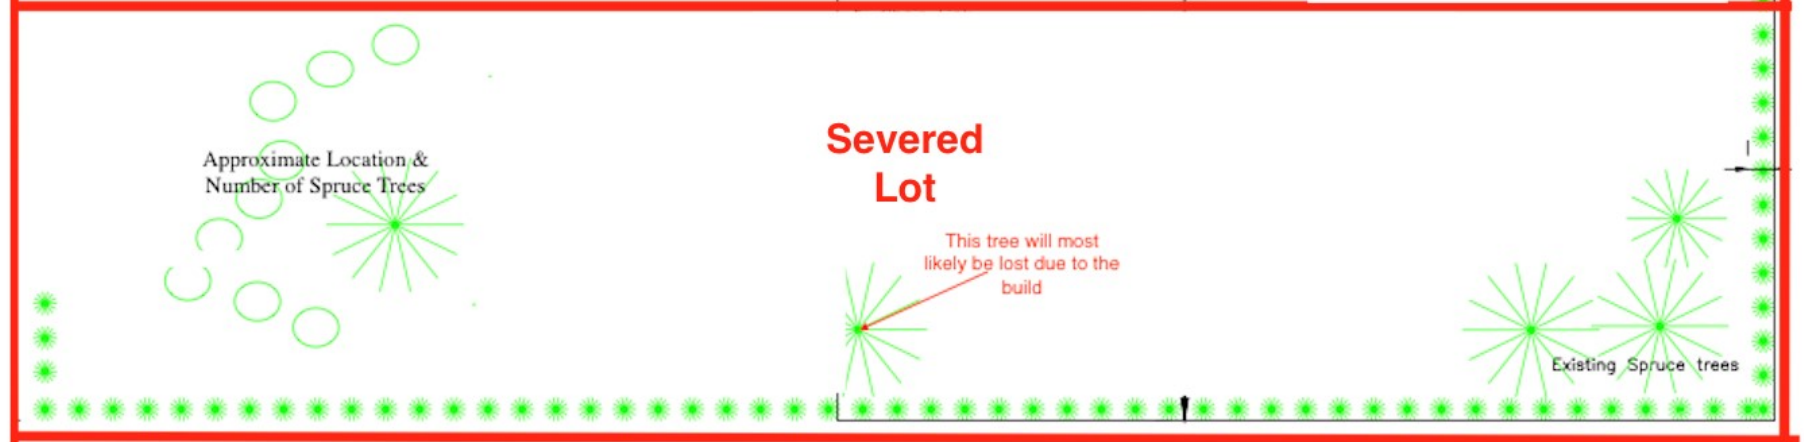 Severed
Lot
Approximate Location &
Number of Spruce Trees
This tree will most
likely be lost due to the
build
Existing Spruce trees